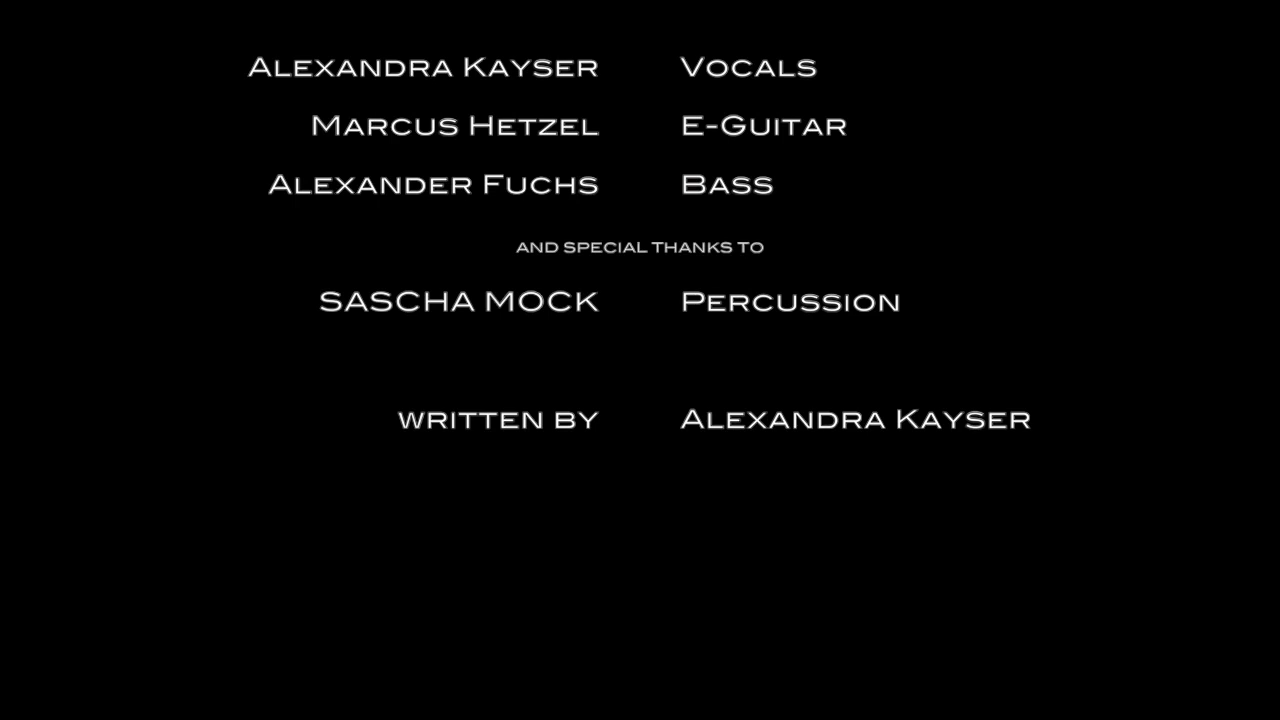 Alexandra Kayser Vocals
Marcus Hetzel E-Guitar
Alexander Fuchs Bass
AND SPECIAL THANKS TO
SASCHA MOCK Percussion
WRITTEN BY Alexandra Kayser